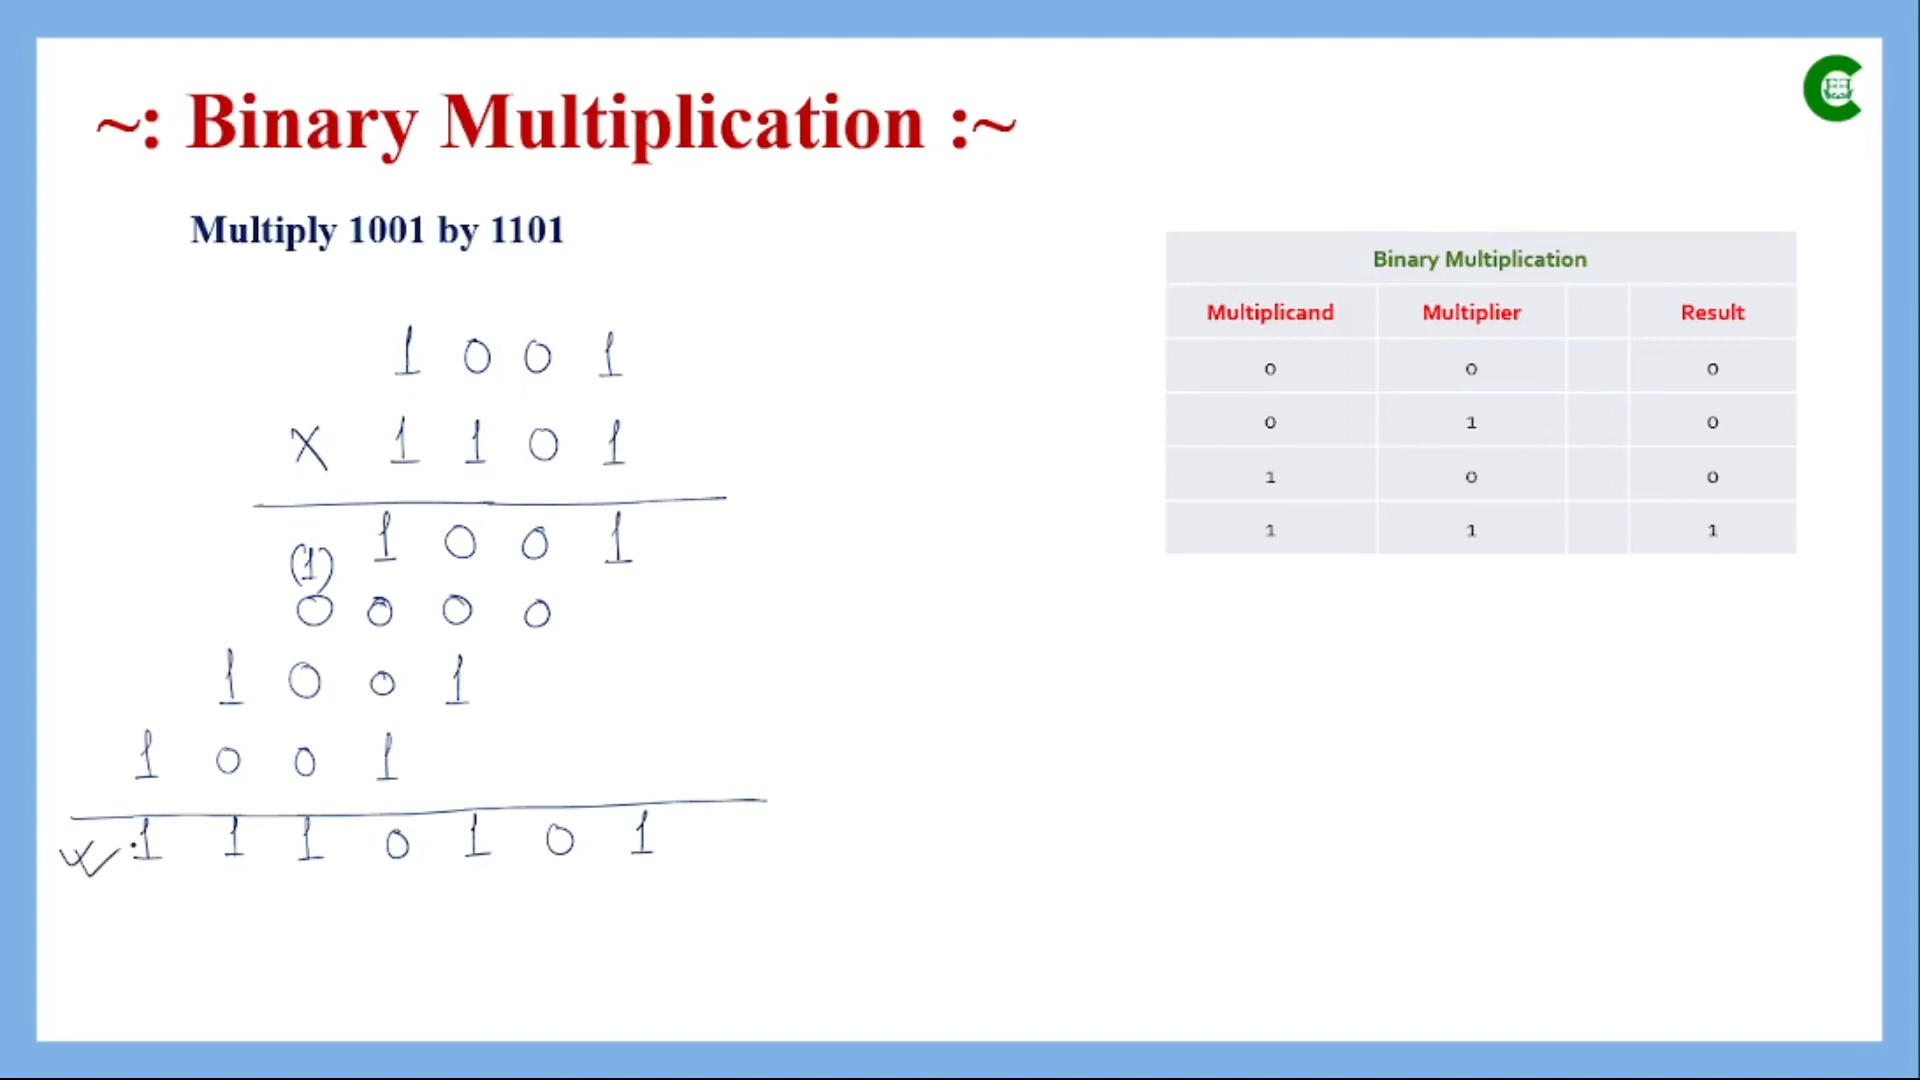 ~: Binary Multiplication :~
Multiply 1001 by 1101
1 0 0 1
X 1 1 0 1
1 0 0 1
(1)
0 0 0 0
1 0 0 1
1 0 0 1
1 1 1 0 1 0 1
Binary Multiplication
Multiplicand Multiplier Result
0 0 0
0 1 0
1 0 0
1 1 1